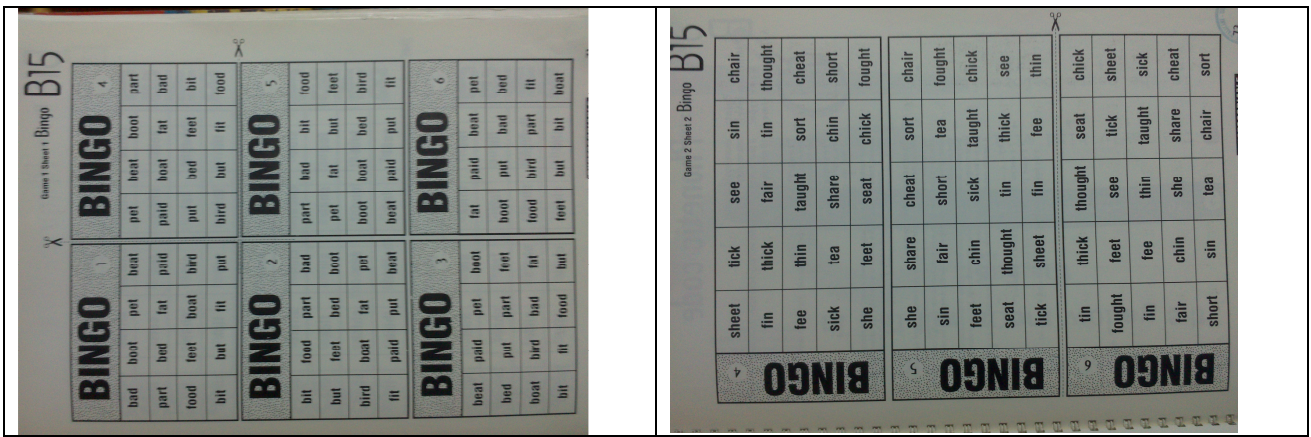 Game 1 Sheet 1 Bingo B15
BINGO 1
bad boot pet beat
part bed fat paid
food feet boat bird
bit but fit put
BINGO 4
pet beat boot part
paid boat fat bad
put bed feet bit
bird but fit food
BINGO 2
bit food part bad
but feet bed boot
bird boat fat pet
fit paid put beat
BINGO 5
part bad bit food
pet fat but feet
boot boat bed bird
beat paid put fit
BINGO 3
beat paid pet boot
bed put part feet
boat bird bad fat
bit fit food but
BINGO 6
fat paid beat pet
boot put bad bed
food bird part fit
feet but bit boat
Game 2 Sheet 2 Bingo B15
4 BINGO
sheet tick see sin chair
fin thick fair tin thought
fee thin taught sort cheat
sick tea share chin short
she feet seat chick fought
5 BINGO
she share cheat sort chair
sin fair short tea fought
feet chin sick taught chick
seat thought tin thick see
tick sheet fin fee thin
6 BINGO
tin thick thought seat chick
fought feet see tick sheet
fin fee thin taught sick
fair chin she share cheat
short sin tea chair sort